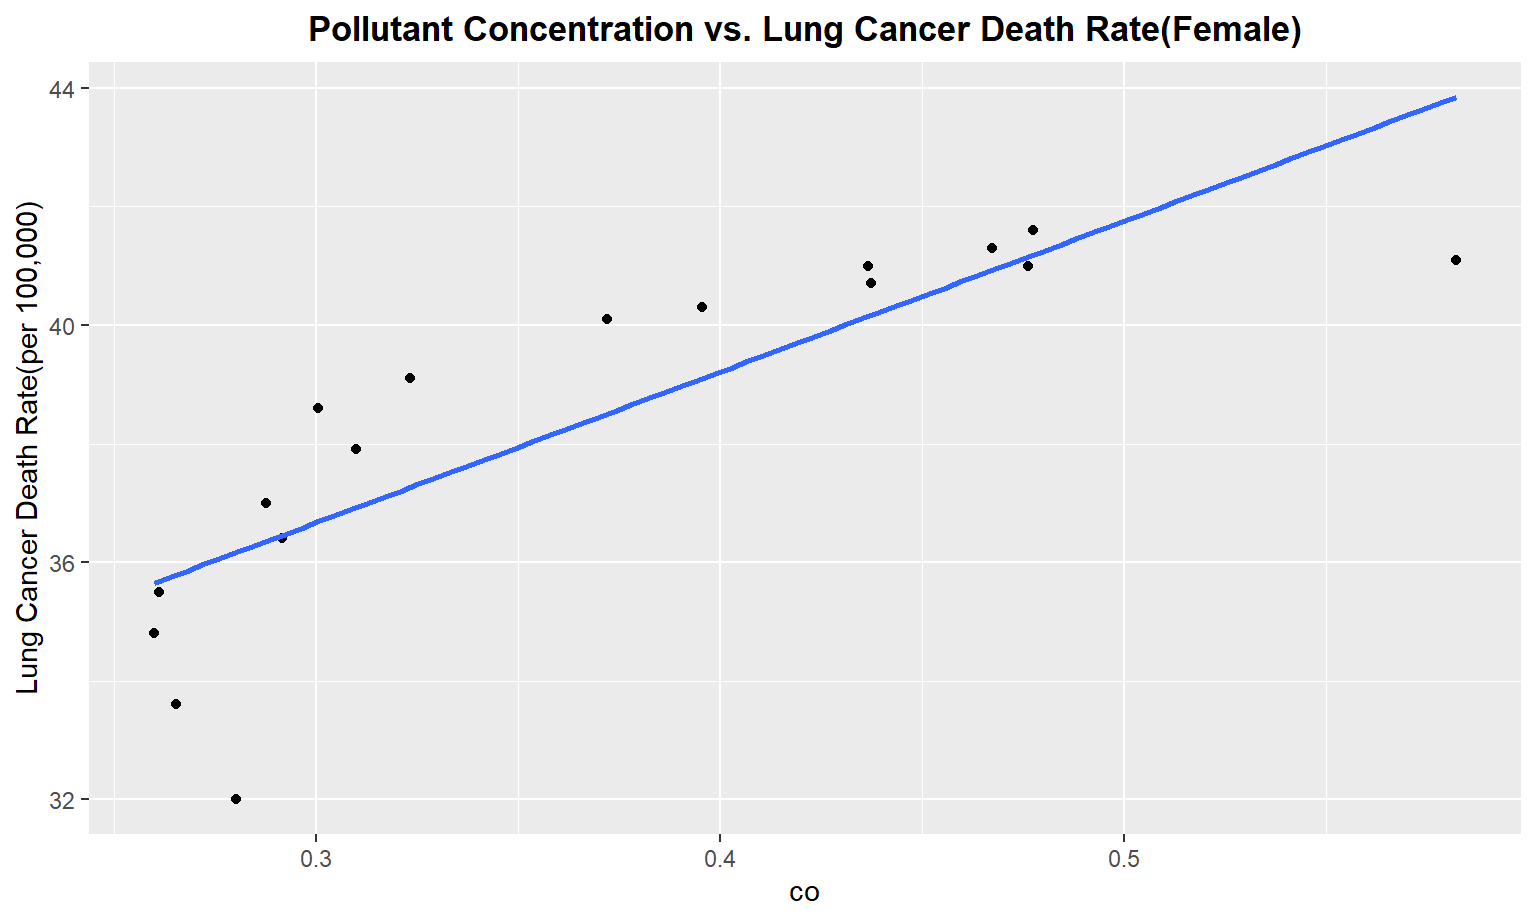 Pollutant Concentration vs. Lung Cancer Death Rate(Female)
Lung Cancer Death Rate(per 100,000)
44
40
36
32
0.3
0.4
0.5
co